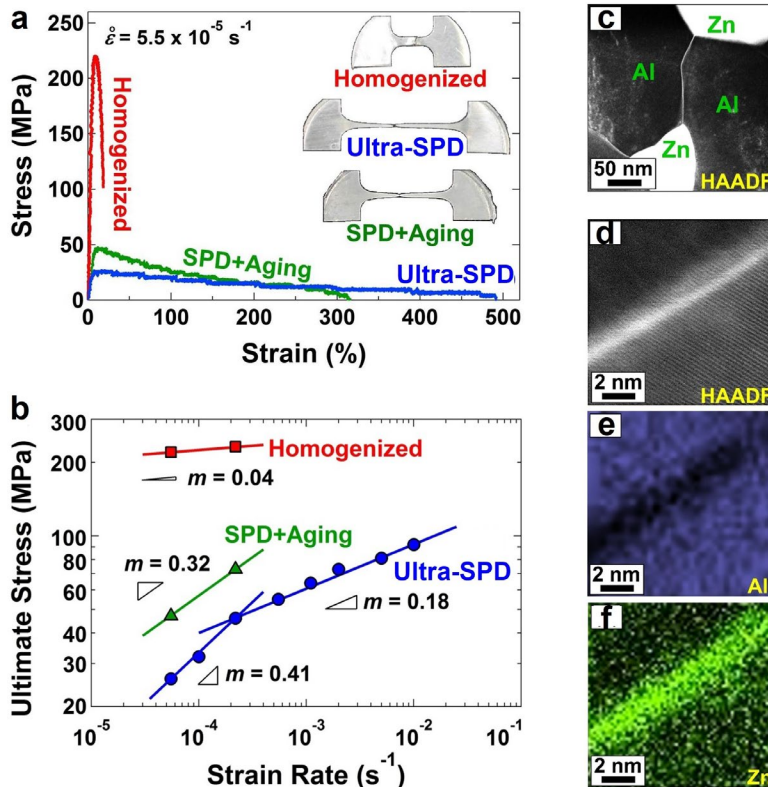 a
ε̇ = 5.5 x 10⁻⁵ s⁻¹
250
200
150
100
50
0
Stress (MPa)
Homogenized
Homogenized
Ultra-SPD
SPD+Aging
SPD+Aging
Ultra-SPD
0 100 200 300 400 500
Strain (%)
b
300
200
100
80
60
40
30
20
Ultimate Stress (MPa)
Homogenized
m = 0.04
SPD+Aging
m = 0.32
Ultra-SPD
m = 0.18
m = 0.41
10⁻⁵ 10⁻⁴ 10⁻³ 10⁻² 10⁻¹
Strain Rate (s⁻¹)
c
Zn
Al
Al
Zn
50 nm
HAADF
d
2 nm
HAADF
e
2 nm
Al
f
2 nm
Zn